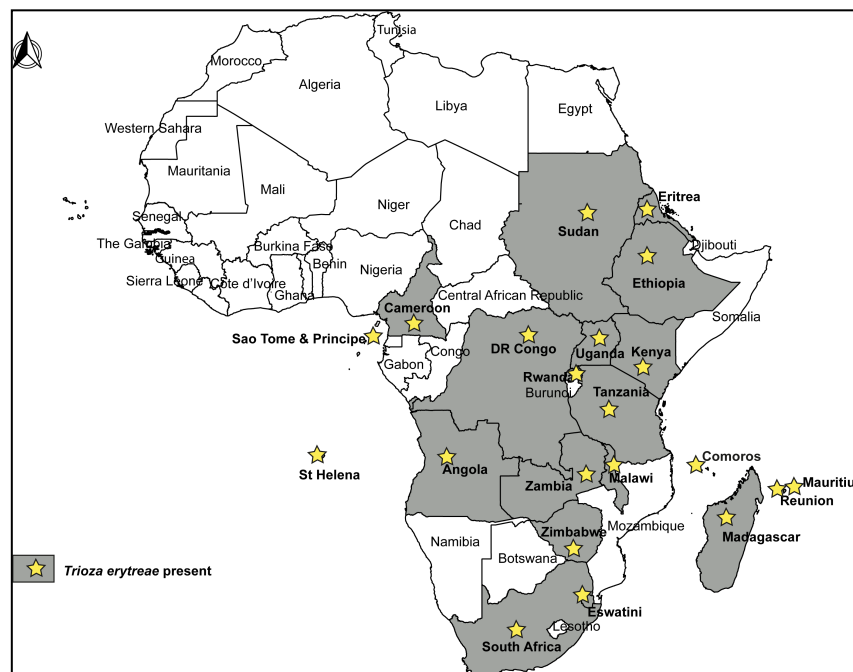 Tunisia
Morocco
Algeria
Libya
Egypt
Western Sahara
Mauritania
Mali
Niger
Chad
Sudan
Eritrea
Senegal
The Gambia
Guinea
Sierra Leone
Côte d'Ivoire
Burkina Fase
Ghana
Benin
Nigeria
Djibouti
Ethiopia
Somalia
Central African Republic
Cameroon
Sao Tome & Principe
Gabon
Congo
DR Congo
Uganda
Kenya
Rwanda
Burundi
Tanzania
St Helena
Angola
Zambia
Malawi
Comoros
Mauritiu
Reunion
Madagascar
Mozambique
Zimbabwe
Namibia
Botswana
Eswatini
Lesotho
South Africa
Trioza erytreae present